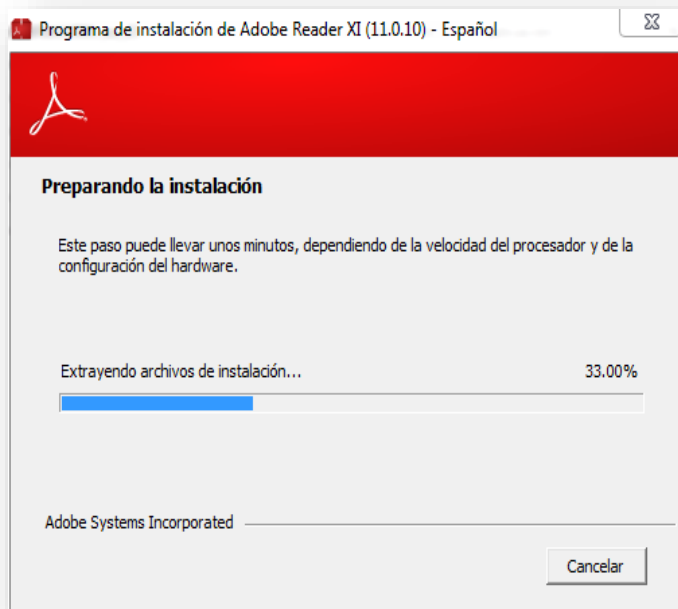 Programa de instalación de Adobe Reader XI (11.0.10) - Español
Preparando la instalación
Este paso puede llevar unos minutos, dependiendo de la velocidad del procesador y de la
configuración del hardware.
Extrayendo archivos de instalación... 33.00%
Adobe Systems Incorporated
Cancelar